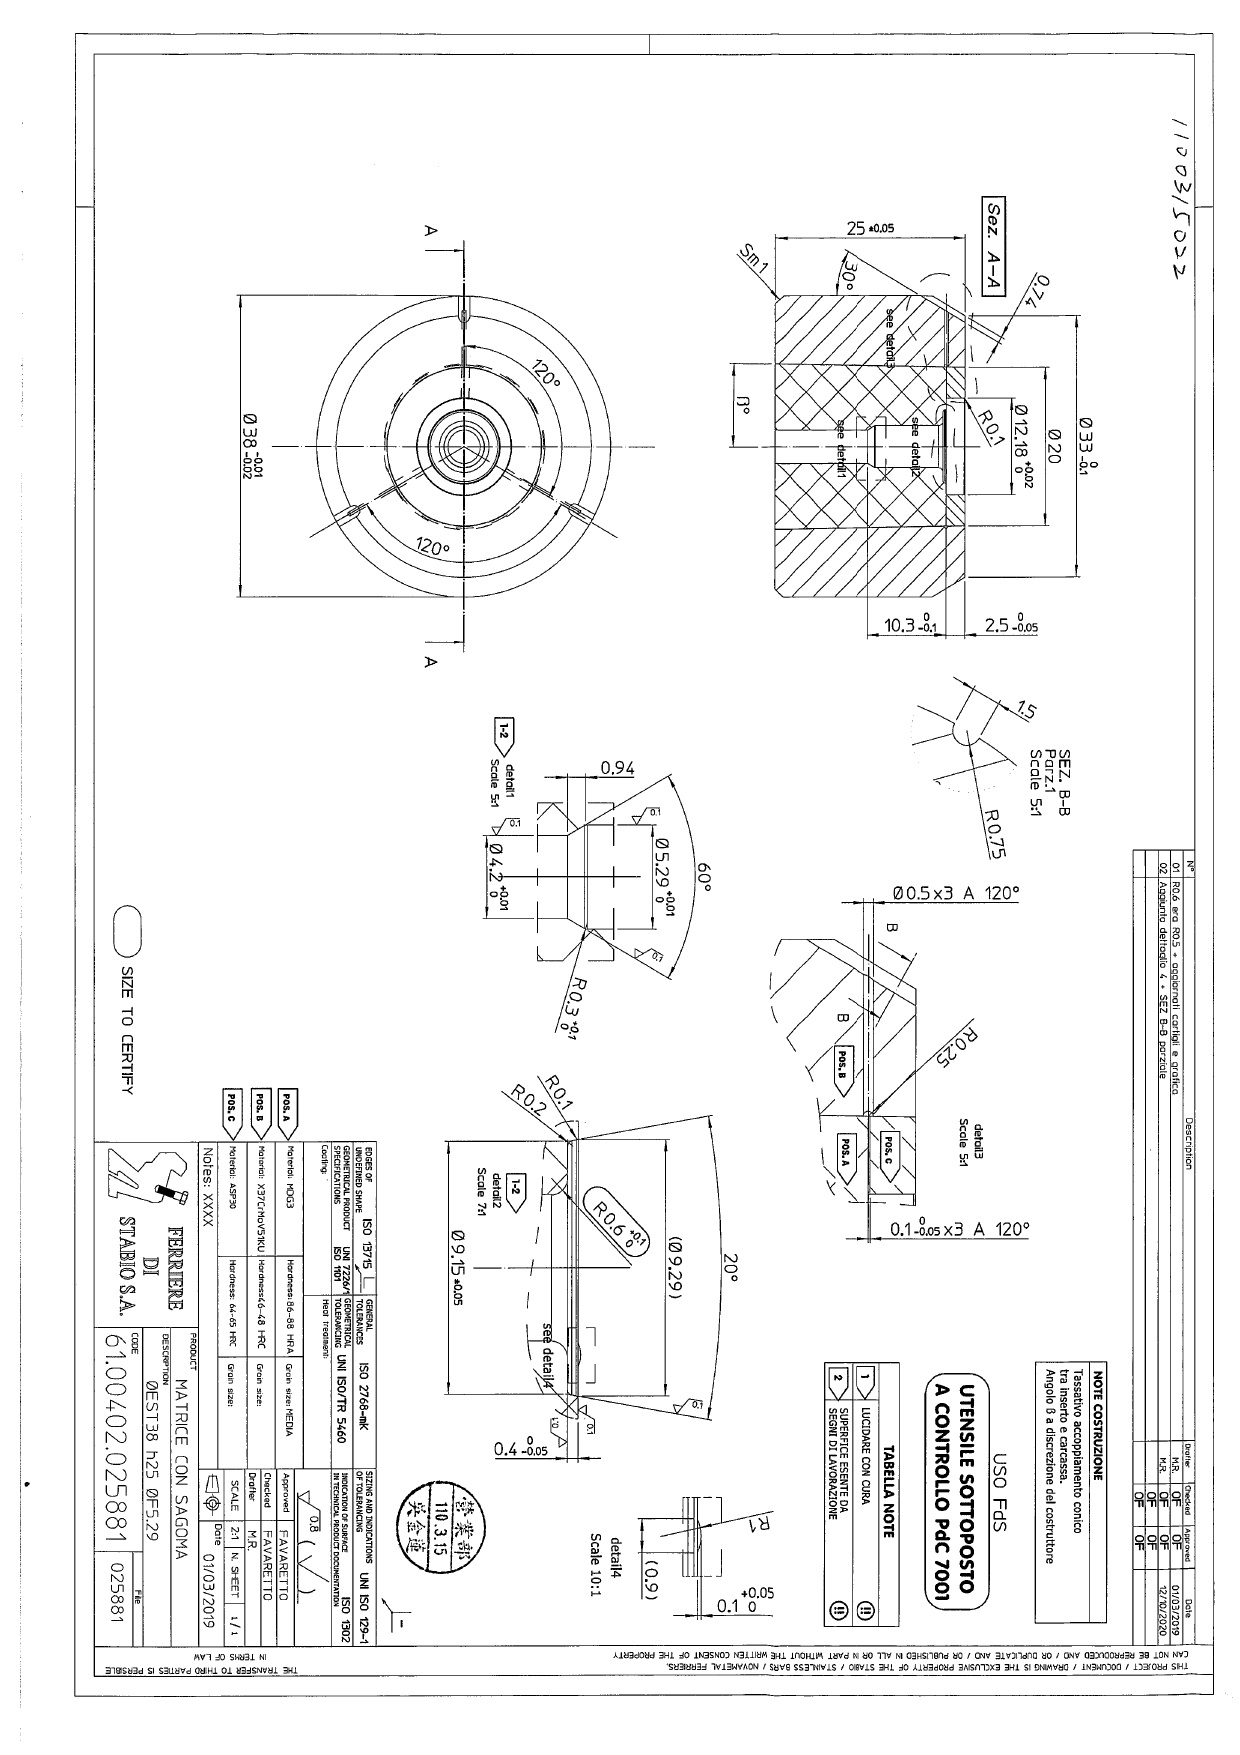 1100315022
Sez. A-A
25 ±0.05
Sm1
30°
0.74
see detail3
see detail2
see detail1
ß°
R0.1
Ø12.18 +0.02 0
Ø20
Ø33 0 -0.1
10.3 0 -0.1
2.5 0 -0.05
A
A
120°
120°
Ø38 -0.01 -0.02
1.5
R0.75
SEZ. B-B
Parz.1
Scale 5:1
1-2
detail1
Scale 5:1
0.94
0.1
0.1
Ø4.2 +0.01 0
Ø5.29 +0.01 0
60°
R0.3 +0.1 0
Ø0.5x3 A 120°
B
B
R0.25
POS. B
POS. A
POS. C
detail3
Scale 5:1
0.1 0 -0.05 x3 A 120°
R0.1
R0.2
1-2
detail2
Scale 7:1
R0.6 +0.1 0
Ø9.15 ±0.05
(Ø9.29)
20°
see detail4
0.1
0.1
0.1
0.4 0 -0.05
R1
detail4
Scale 10:1
(0.9)
0.1 +0.05 0
N° Description Drafter Checked Approved Date
01 R0.6 era R0.5 + aggiornati cartigli e grafica M.R. OF OF 01/03/2019
02 Aggiunto dettaglio 4 + SEZ B-B parziale M.R. OF OF 12/10/2020
OF OF
NOTE COSTRUZIONE
Tassativo accoppiamento conico
tra inserto e carcassa.
Angolo ß a discrezione del costruttore
USO FdS
UTENSILE SOTTOPOSTO
A CONTROLLO PdC 7001
TABELLA NOTE
1 LUCIDARE CON CURA !!!
2 SUPERFICE ESENTE DA
SEGNI DI LAVORAZIONE !!!
SIZE TO CERTIFY
營業部
110.3.15
吳金蓮
EDGES OF
UNDEFINED SHAPE ISO 13715
GENERAL
TOLERANCES ISO 2768-mK
SIZING AND INDICATIONS
OF TOLERANCING UNI ISO 129-1
GEOMETRICAL PRODUCT
SPECIFICATIONS UNI 7226/1
ISO 1101
GEOMETRICAL
TOLERANCING UNI ISO/TR 5460
INDICATION OF SURFACE
IN TECHNICAL PRODUCT DOCUMENTATION ISO 1302
Coating:
Heat treatment:
0.8
POS. A
Material: MDG3 Hardness: 86-88 HRA Grain size: MEDIA
POS. B
Material: X37CrMoV51KU Hardness: 46-48 HRC Grain size:
POS. C
Material: ASP30 Hardness: 64-65 HRC Grain size:
Approved FAVARETTO
Checked FAVARETTO
Drafter M.R.
SCALE 2:1 N. SHEET 1/1
Notes: XXXX
Date 01/03/2019
FERRIERE
DI
STABIO S.A.
PRODUCT
MATRICE CON SAGOMA
DESCRIPTION
ØEST38 h25 ØF5.29
CODE
61.00402.025881
File
025881
THIS PROJECT / DOCUMENT / DRAWING IS THE EXCLUSIVE PROPERTY OF THE STABIO / STAINLESS BARS / NOVAMETAL FERRIERS.
CAN NOT BE REPRODUCED AND / OR DUPLICATE AND / OR PUBLISHED IN ALL OR IN PART WITHOUT THE WRITTEN CONSENT OF THE PROPERTY
THE TRANSFER TO THIRD PARTIES IS PERSIBLE
IN TERMS OF LAW